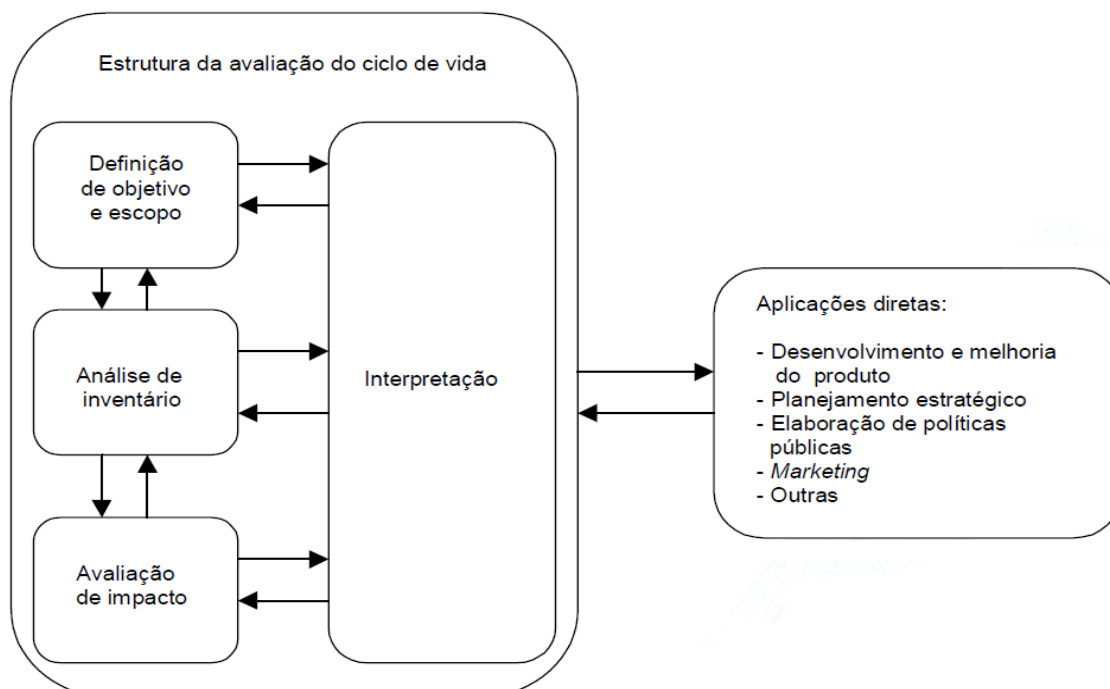 Estrutura da avaliação do ciclo de vida
Definição
de objetivo
e escopo
Análise de
inventário
Avaliação
de impacto
Interpretação
Aplicações diretas:
- Desenvolvimento e melhoria
do produto
- Planejamento estratégico
- Elaboração de políticas
públicas
- Marketing
- Outras